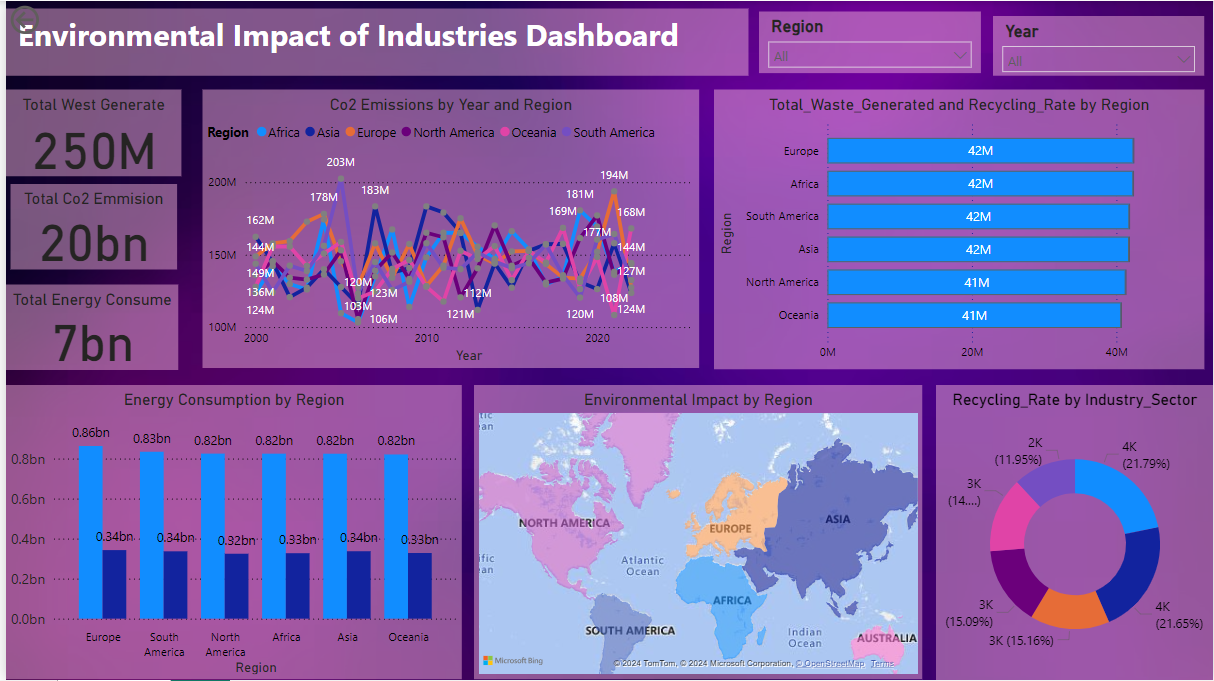 Environmental Impact of Industries Dashboard
Region
All
Year
All
Total West Generate
250M
Total Co2 Emmision
20bn
Total Energy Consume
7bn
Co2 Emissions by Year and Region
Region Africa Asia Europe North America Oceania South America
200M
150M
100M
162M
144M
149M
136M
124M
178M
203M
183M
120M
103M
123M
106M
112M
121M
169M
181M
194M
168M
177M
144M
127M
108M
124M
120M
2000
2010
2020
Year
Total_Waste_Generated and Recycling_Rate by Region
Region
Europe 42M
Africa 42M
South America 42M
Asia 42M
North America 41M
Oceania 41M
0M 20M 40M
Energy Consumption by Region
0.8bn
0.6bn
0.4bn
0.2bn
0.0bn
0.86bn
0.83bn
0.82bn
0.82bn
0.82bn
0.82bn
0.34bn
0.34bn
0.32bn
0.33bn
0.34bn
0.33bn
Europe
South America
North America
Africa
Asia
Oceania
Region
Environmental Impact by Region
tic
an
NORTH AMERICA
EUROPE
ASIA
Atlantic
Ocean
ific
an
AFRICA
SOUTH AMERICA
Indian
Ocean
AUSTRALIA
Microsoft Bing
© 2024 TomTom, © 2024 Microsoft Corporation, © OpenStreetMap Terms
Recycling_Rate by Industry_Sector
2K
(11.95%)
4K
(21.79%)
3K
(14....)
3K
(15.09%)
3K (15.16%)
4K
(21.65%)